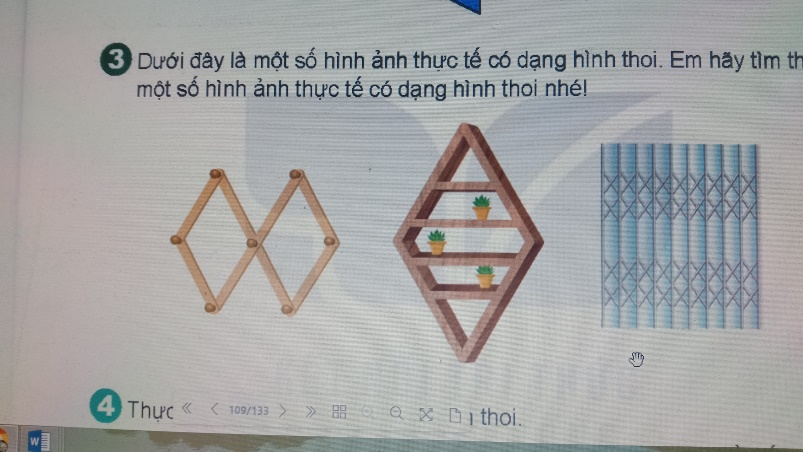 3 Dưới đây là một số hình ảnh thực tế có dạng hình thoi. Em hãy tìm th
một số hình ảnh thực tế có dạng hình thoi nhé!
4 Thực « < 109/133 > » thoi.
W